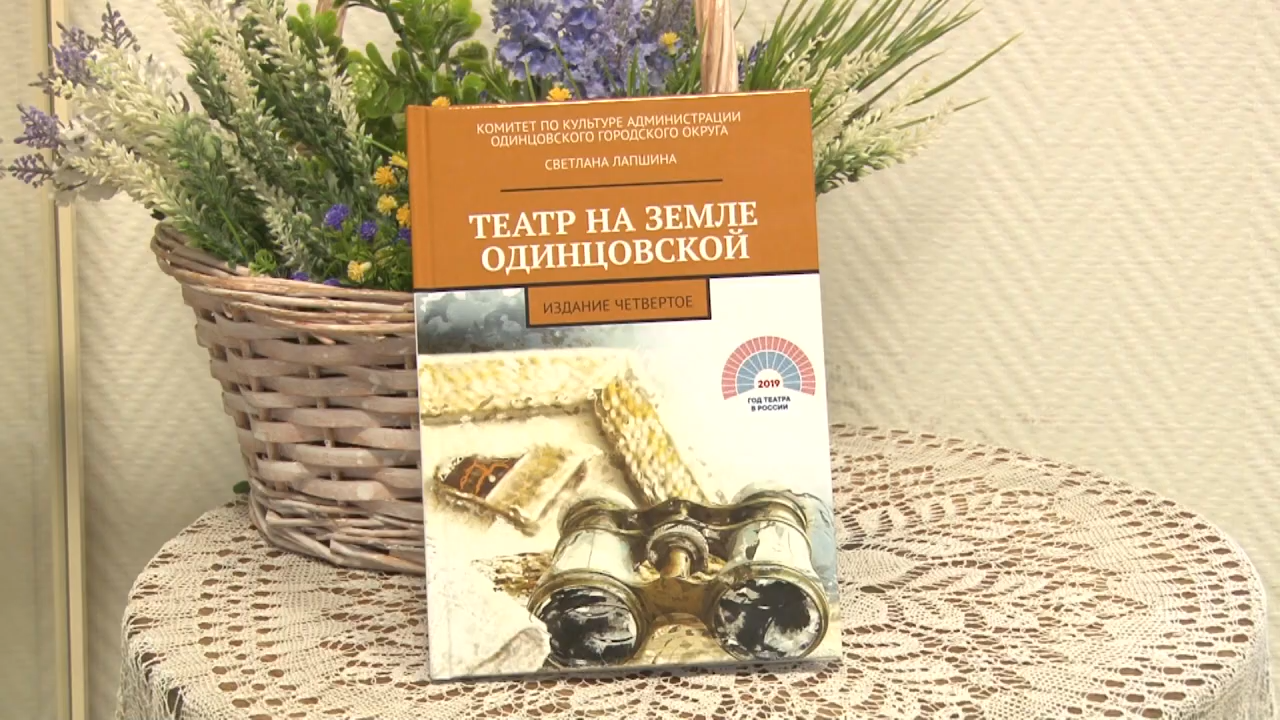 КОМИТЕТ ПО КУЛЬТУРЕ АДМИНИСТРАЦИИ
ОДИНЦОВСКОГО ГОРОДСКОГО ОКРУГА
СВЕТЛАНА ЛАПШИНА
ТЕАТР НА ЗЕМЛЕ
ОДИНЦОВСКОЙ
ИЗДАНИЕ ЧЕТВЕРТОЕ
2019
ГОД ТЕАТРА
В РОССИИ